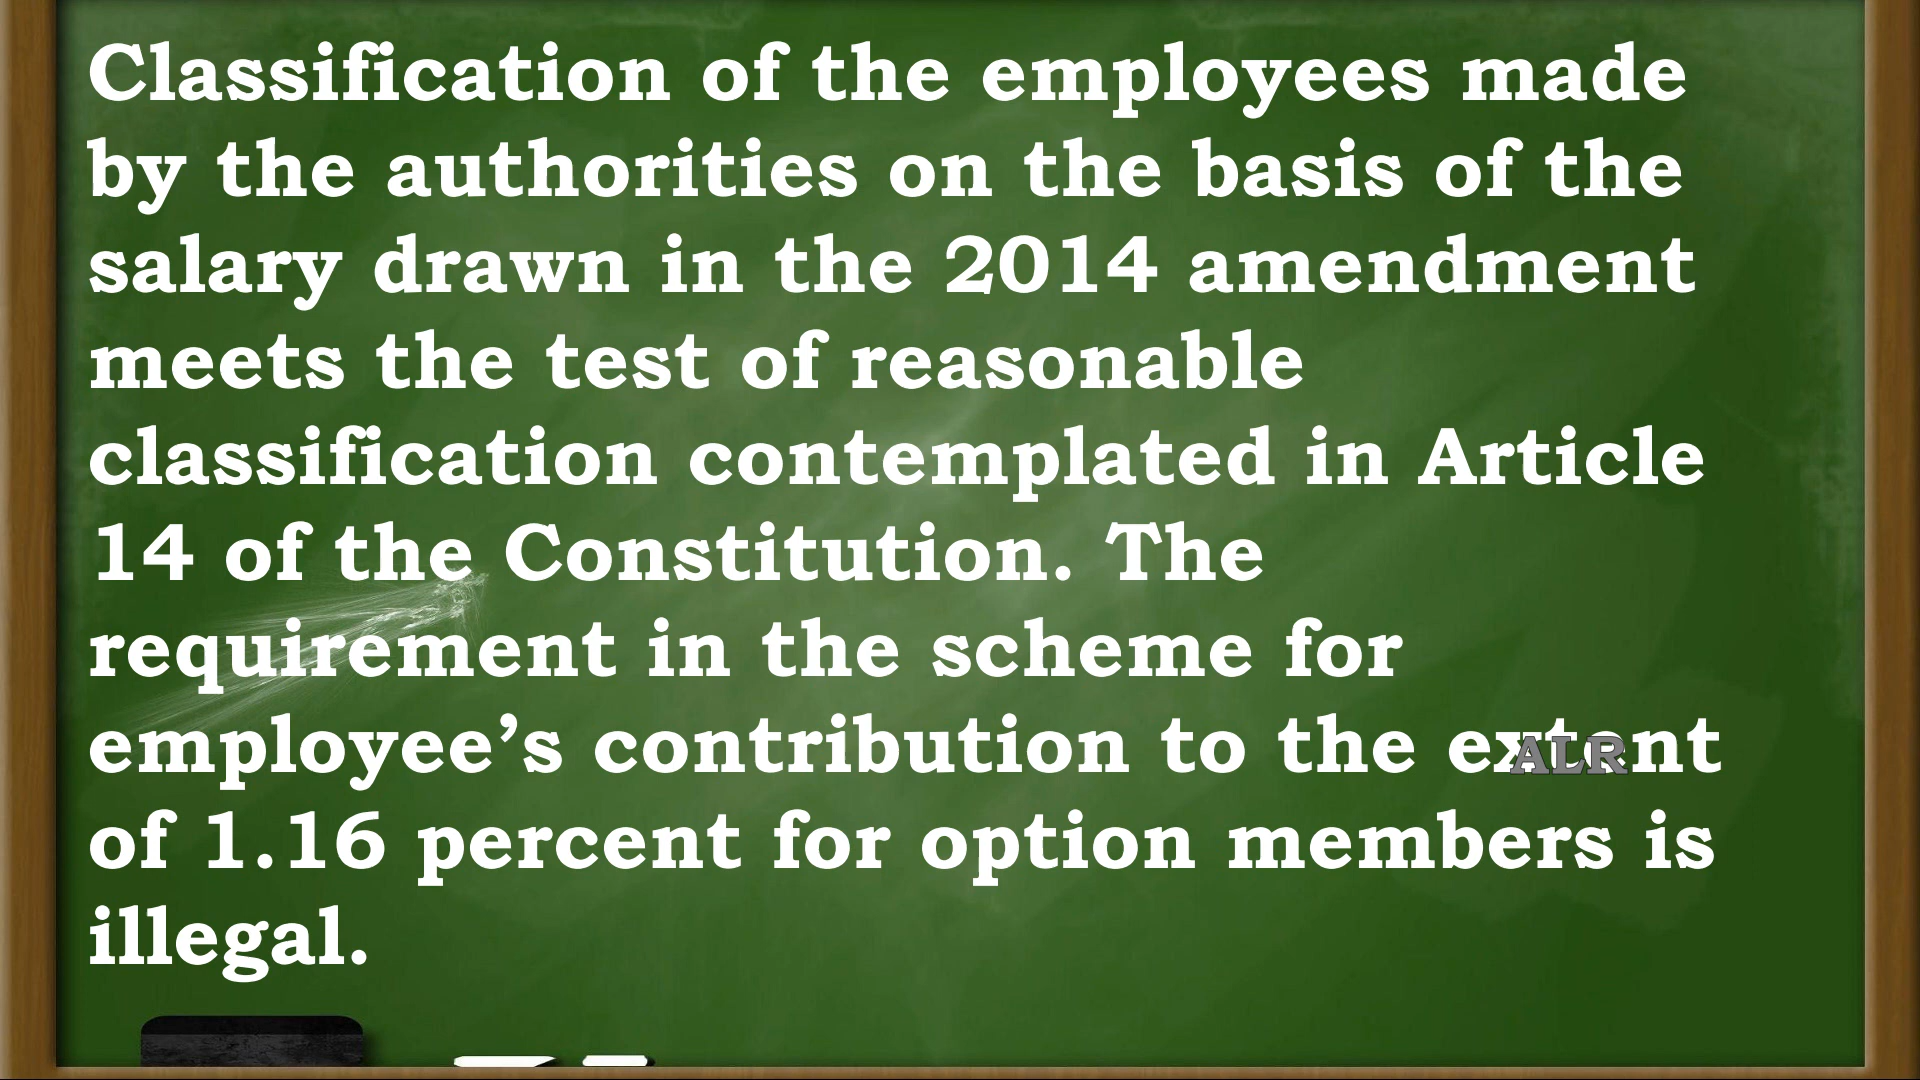 Classification of the employees made
by the authorities on the basis of the
salary drawn in the 2014 amendment
meets the test of reasonable
classification contemplated in Article
14 of the Constitution. The
requirement in the scheme for
employee’s contribution to the extent
of 1.16 percent for option members is
illegal.
ALR